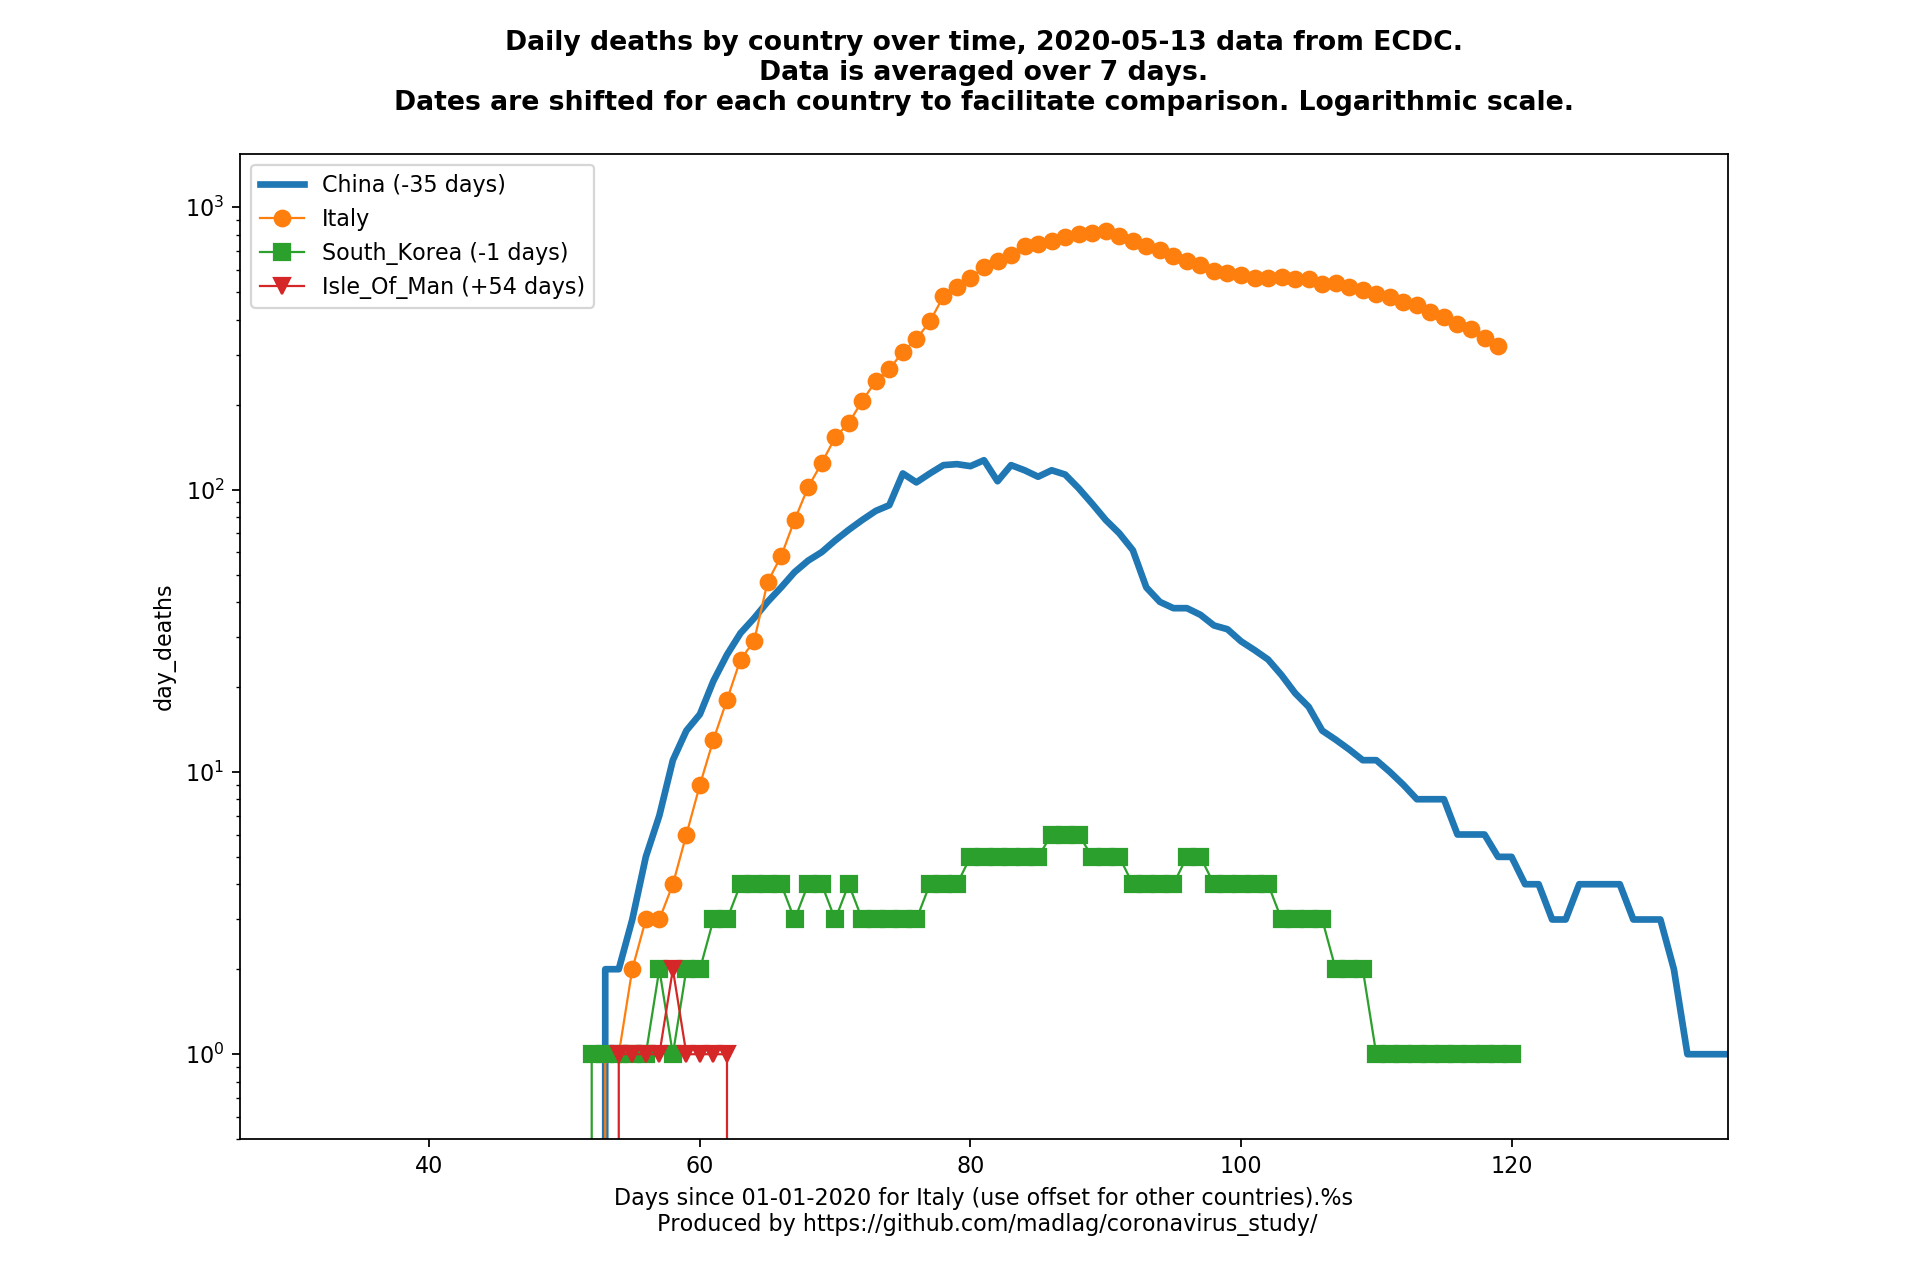 Daily deaths by country over time, 2020-05-13 data from ECDC.
Data is averaged over 7 days.
Dates are shifted for each country to facilitate comparison. Logarithmic scale.
China (-35 days)
Italy
South_Korea (-1 days)
Isle_Of_Man (+54 days)
10³
10²
10¹
10⁰
day_deaths
40 60 80 100 120
Days since 01-01-2020 for Italy (use offset for other countries).%s
Produced by https://github.com/madlag/coronavirus_study/